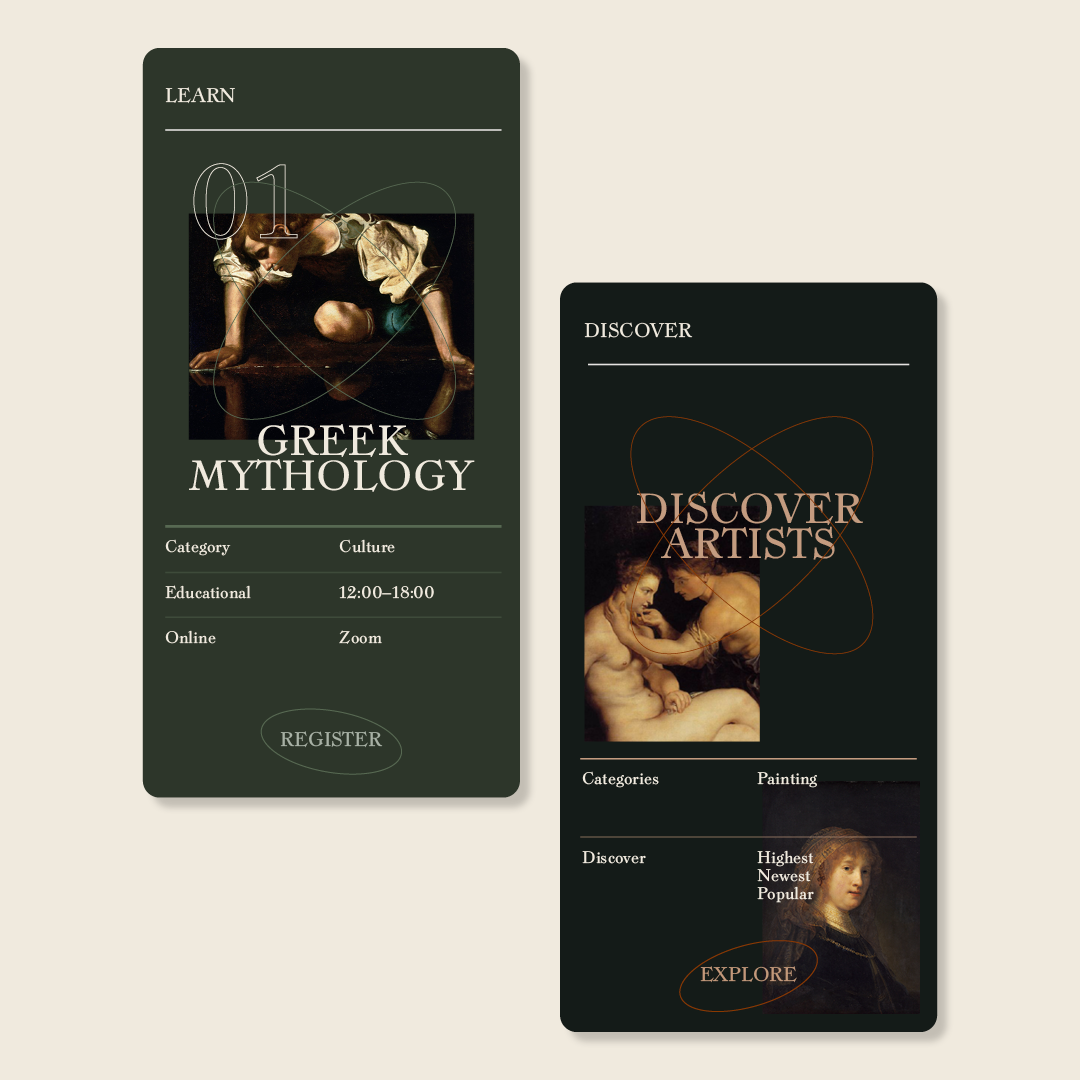 LEARN
01
GREEK
MYTHOLOGY
Category Culture
Educational 12:00–18:00
Online Zoom
REGISTER
DISCOVER
DISCOVER
ARTISTS
Categories Painting
Discover Highest
Newest
Popular
EXPLORE